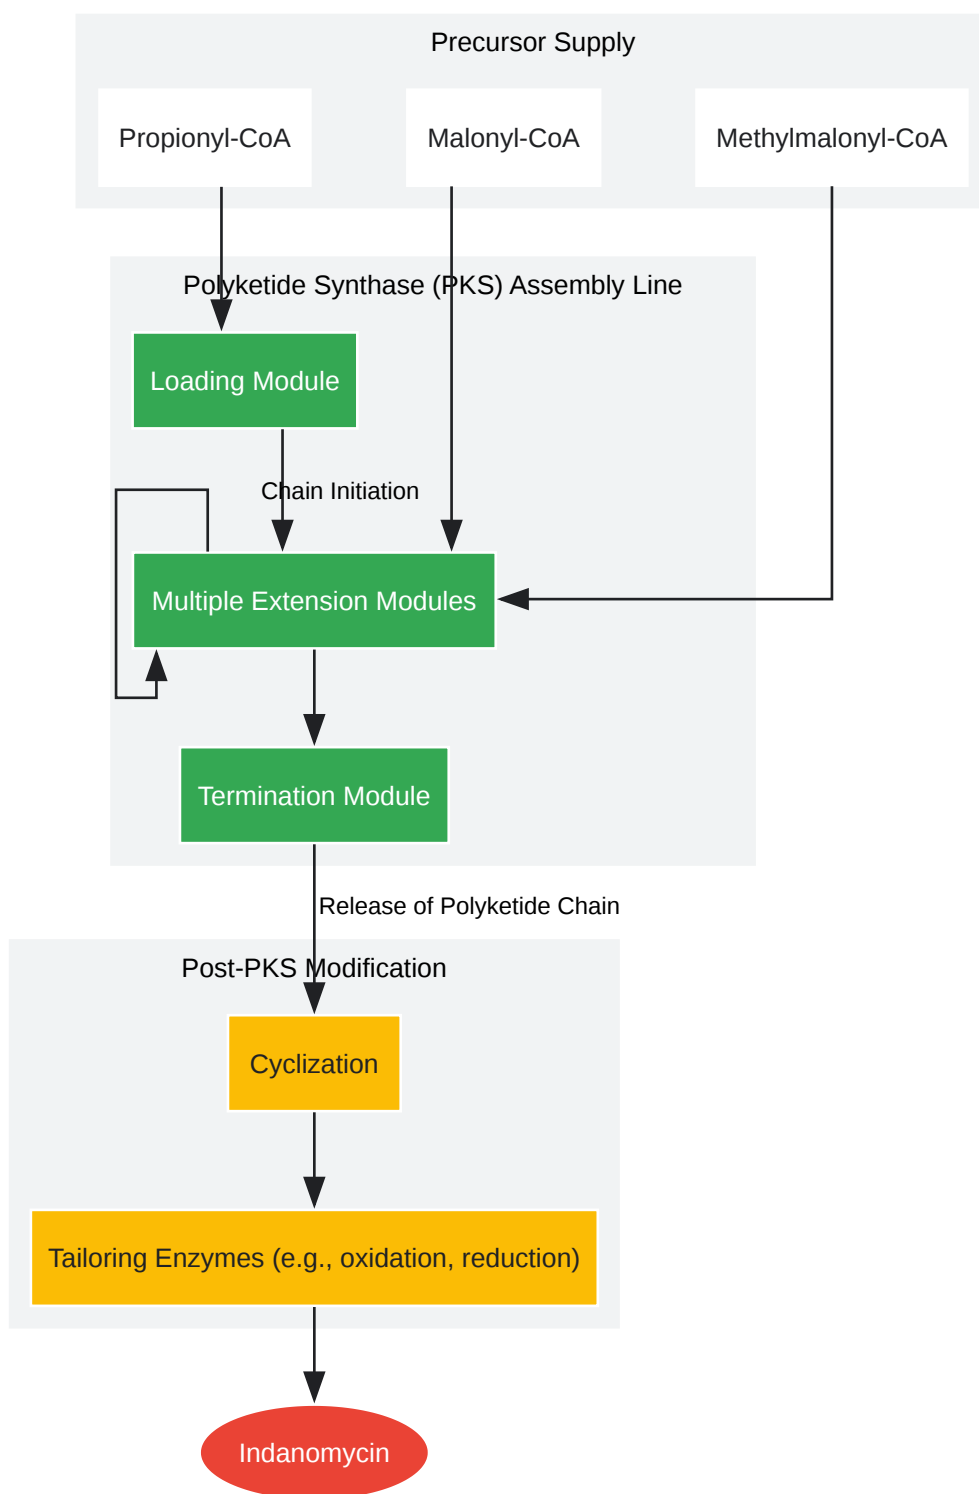 Precursor Supply
Propionyl-CoA
Malonyl-CoA
Methylmalonyl-CoA
Polyketide Synthase (PKS) Assembly Line
Loading Module
Chain Initiation
Multiple Extension Modules
Termination Module
Release of Polyketide Chain
Post-PKS Modification
Cyclization
Tailoring Enzymes (e.g., oxidation, reduction)
Indanomycin